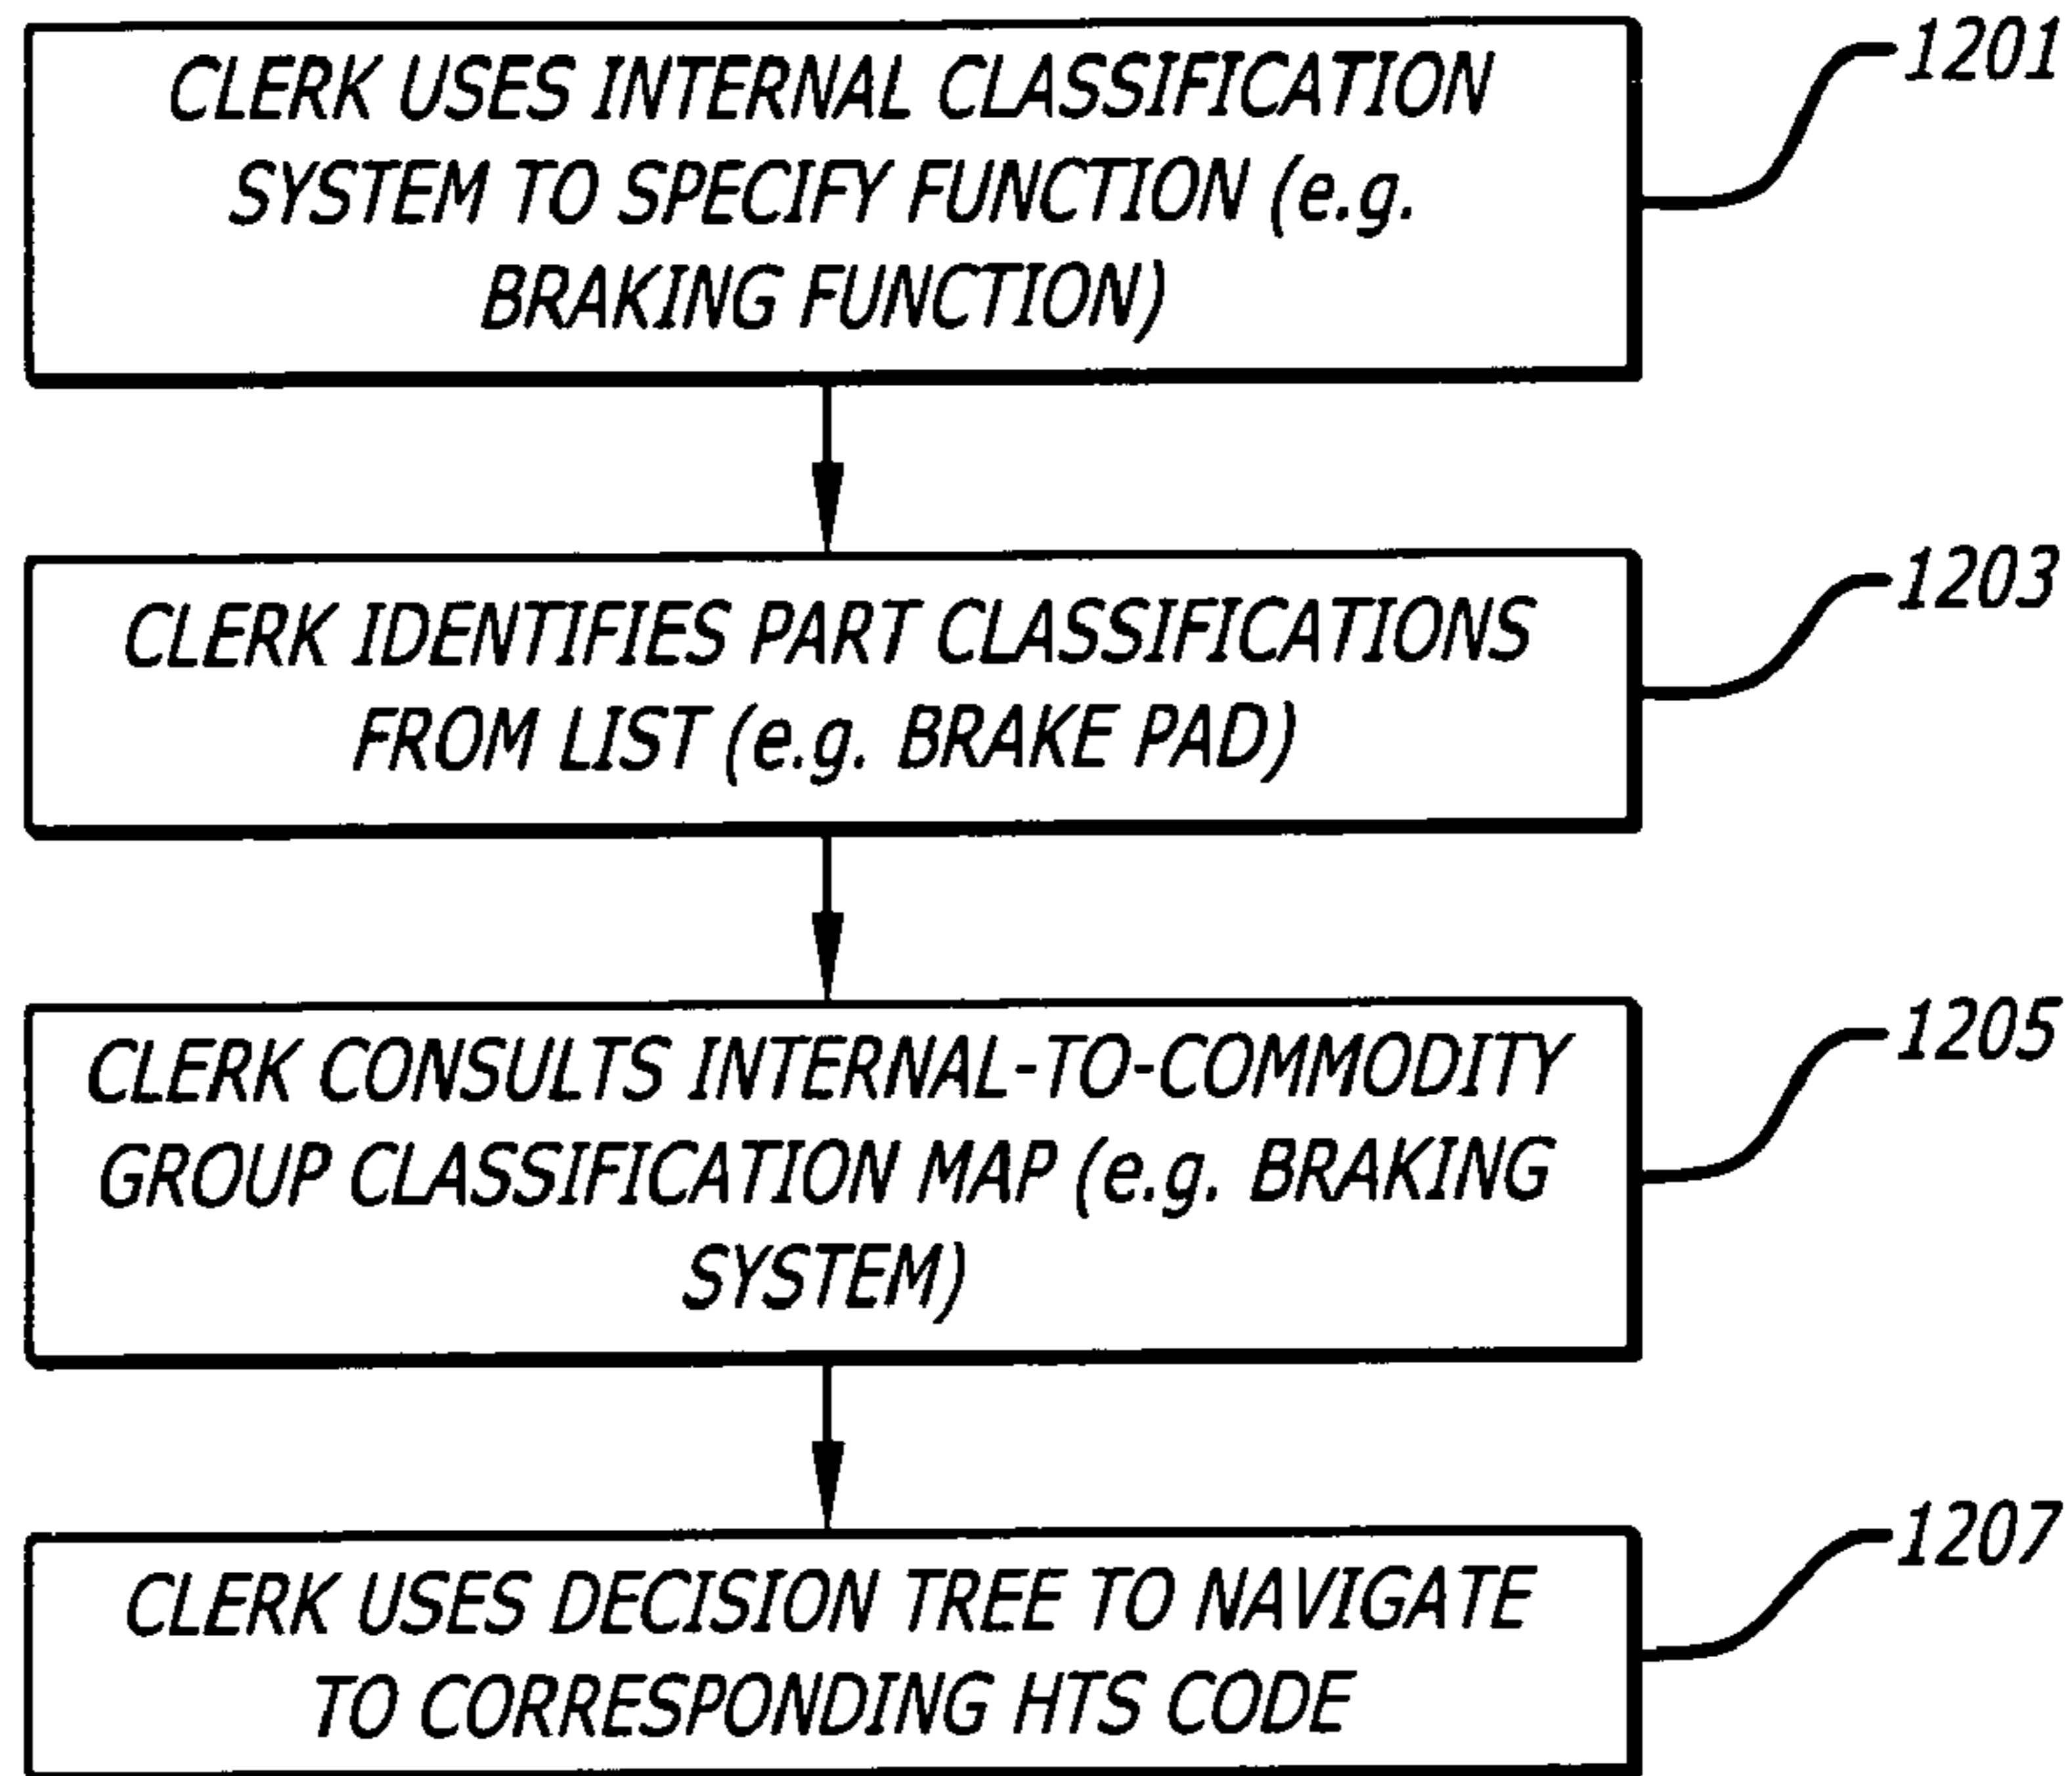 CLERK USES INTERNAL CLASSIFICATION
SYSTEM TO SPECIFY FUNCTION (e.g.
BRAKING FUNCTION)
1201
CLERK IDENTIFIES PART CLASSIFICATIONS
FROM LIST (e.g. BRAKE PAD)
1203
CLERK CONSULTS INTERNAL-TO-COMMODITY
GROUP CLASSIFICATION MAP (e.g. BRAKING
SYSTEM)
1205
CLERK USES DECISION TREE TO NAVIGATE
TO CORRESPONDING HTS CODE
1207